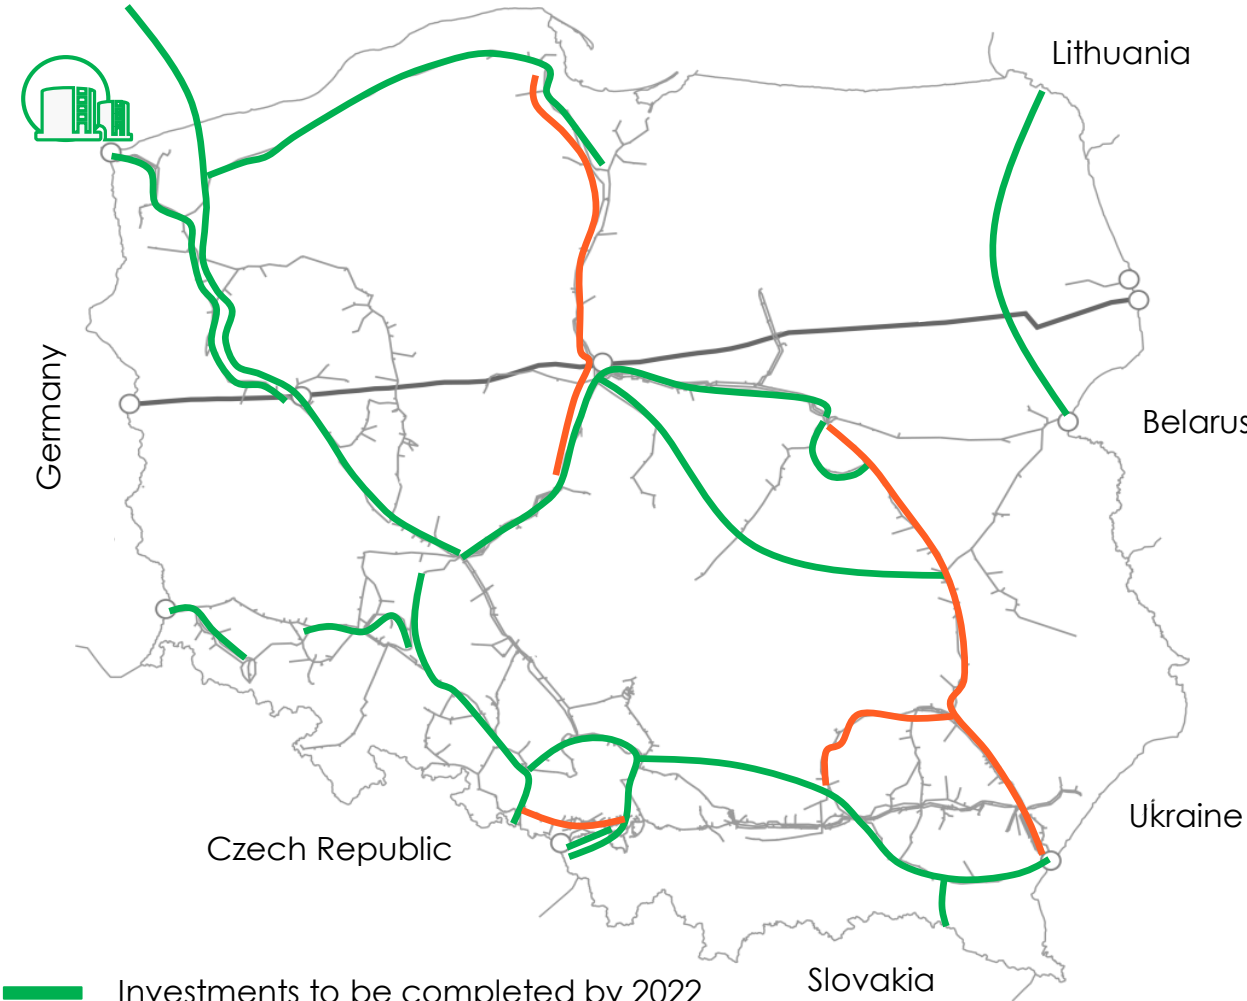 Lithuania
Germany
Belarus
Ukraine
Czech Republic
Slovakia
Investments to be completed by 2022